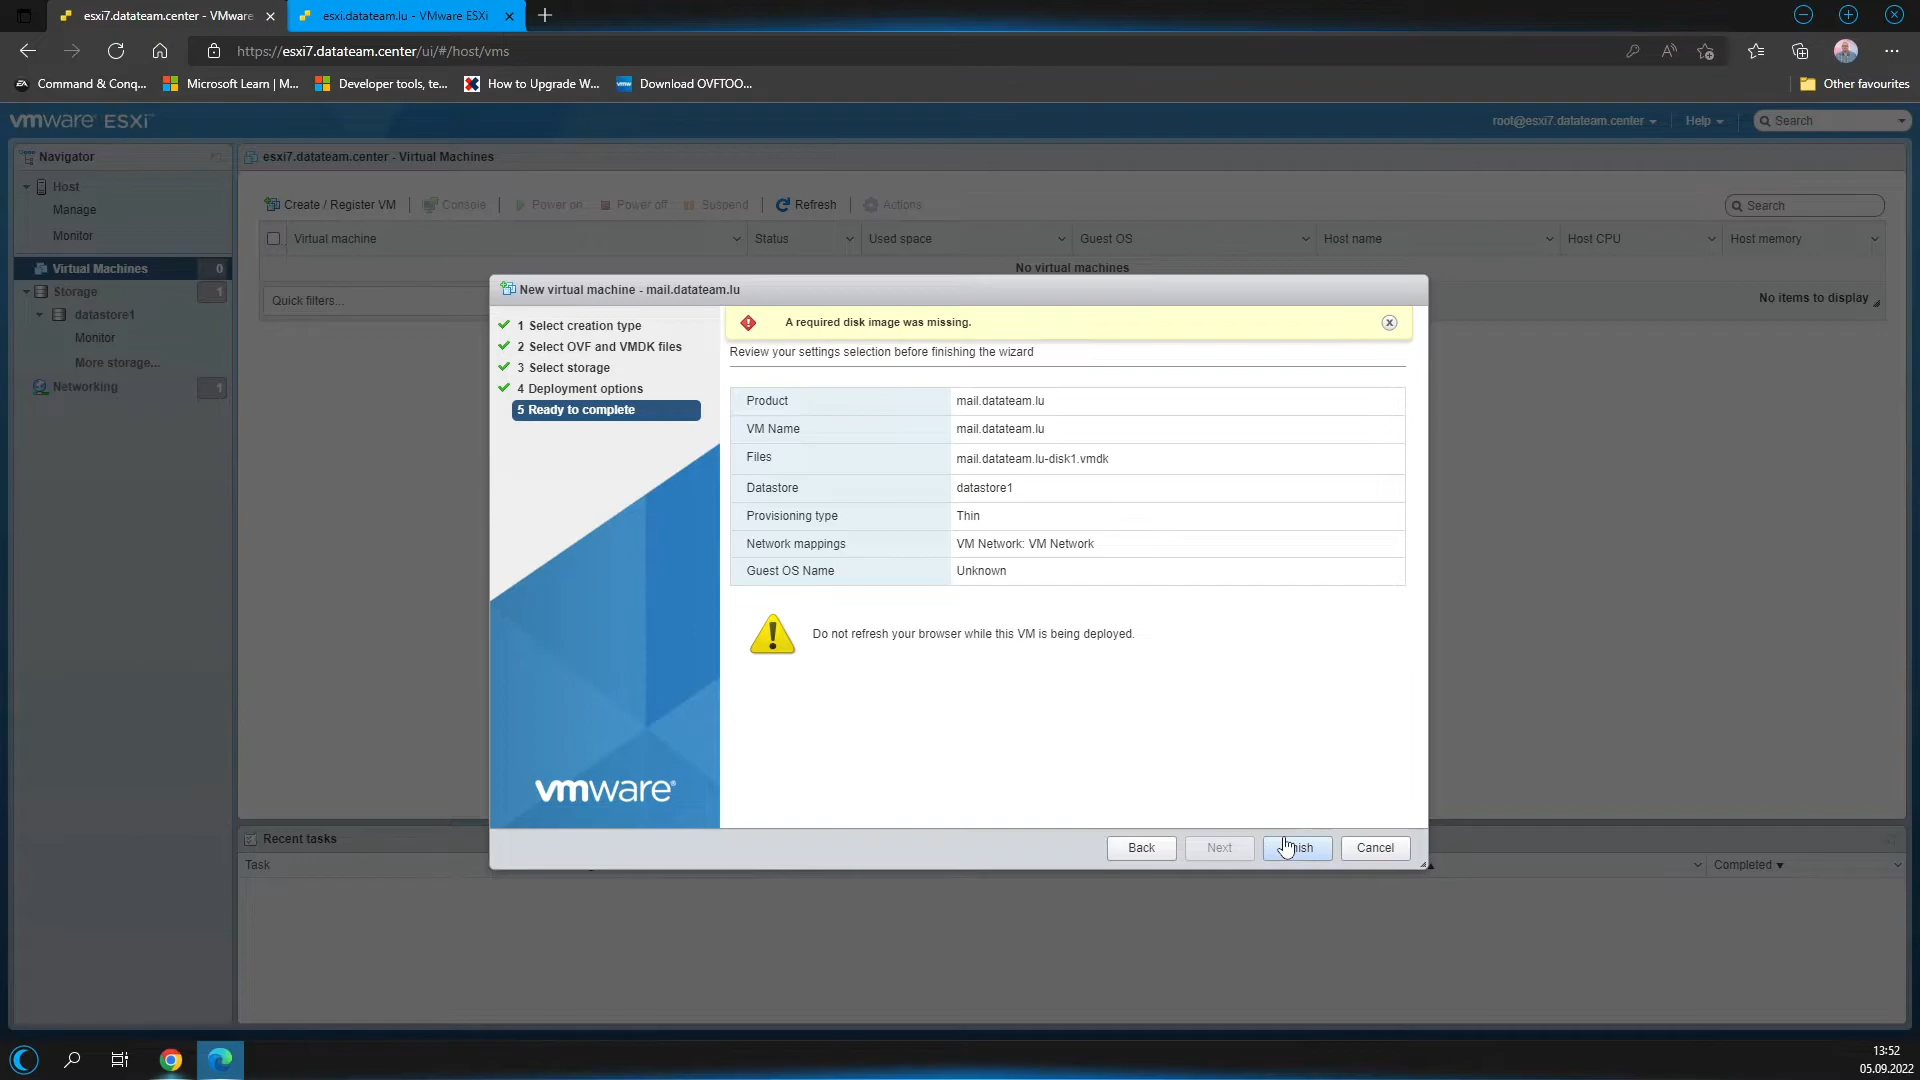 esxi7.datateam.center - VMware
esxi.datateam.lu - VMware ESXi
https://esxi7.datateam.center/ui/#/host/vms
Command & Conq...
Microsoft Learn | M...
Developer tools, te...
How to Upgrade W...
vmw
Download OVFTOO...
Other favourites
vmware ESXi
root@esxi7.datateam.center
Help
Search
Navigator
esxi7.datateam.center - Virtual Machines
Host
Manage
Monitor
Virtual Machines 0
Storage 1
datastore1
Monitor
More storage...
Networking 1
Create / Register VM
Console
Power on
Power off
Suspend
Refresh
Actions
Search
Virtual machine
Status
Used space
Guest OS
Host name
Host CPU
Host memory
No virtual machines
Quick filters...
No items to display
New virtual machine - mail.datateam.lu
1 Select creation type
2 Select OVF and VMDK files
3 Select storage
4 Deployment options
5 Ready to complete
vmware®
A required disk image was missing.
Review your settings selection before finishing the wizard
Product mail.datateam.lu
VM Name mail.datateam.lu
Files mail.datateam.lu-disk1.vmdk
Datastore datastore1
Provisioning type Thin
Network mappings VM Network: VM Network
Guest OS Name Unknown
Do not refresh your browser while this VM is being deployed.
Back
Next
Cancel
Recent tasks
Task
Completed
13:52
05.09.2022